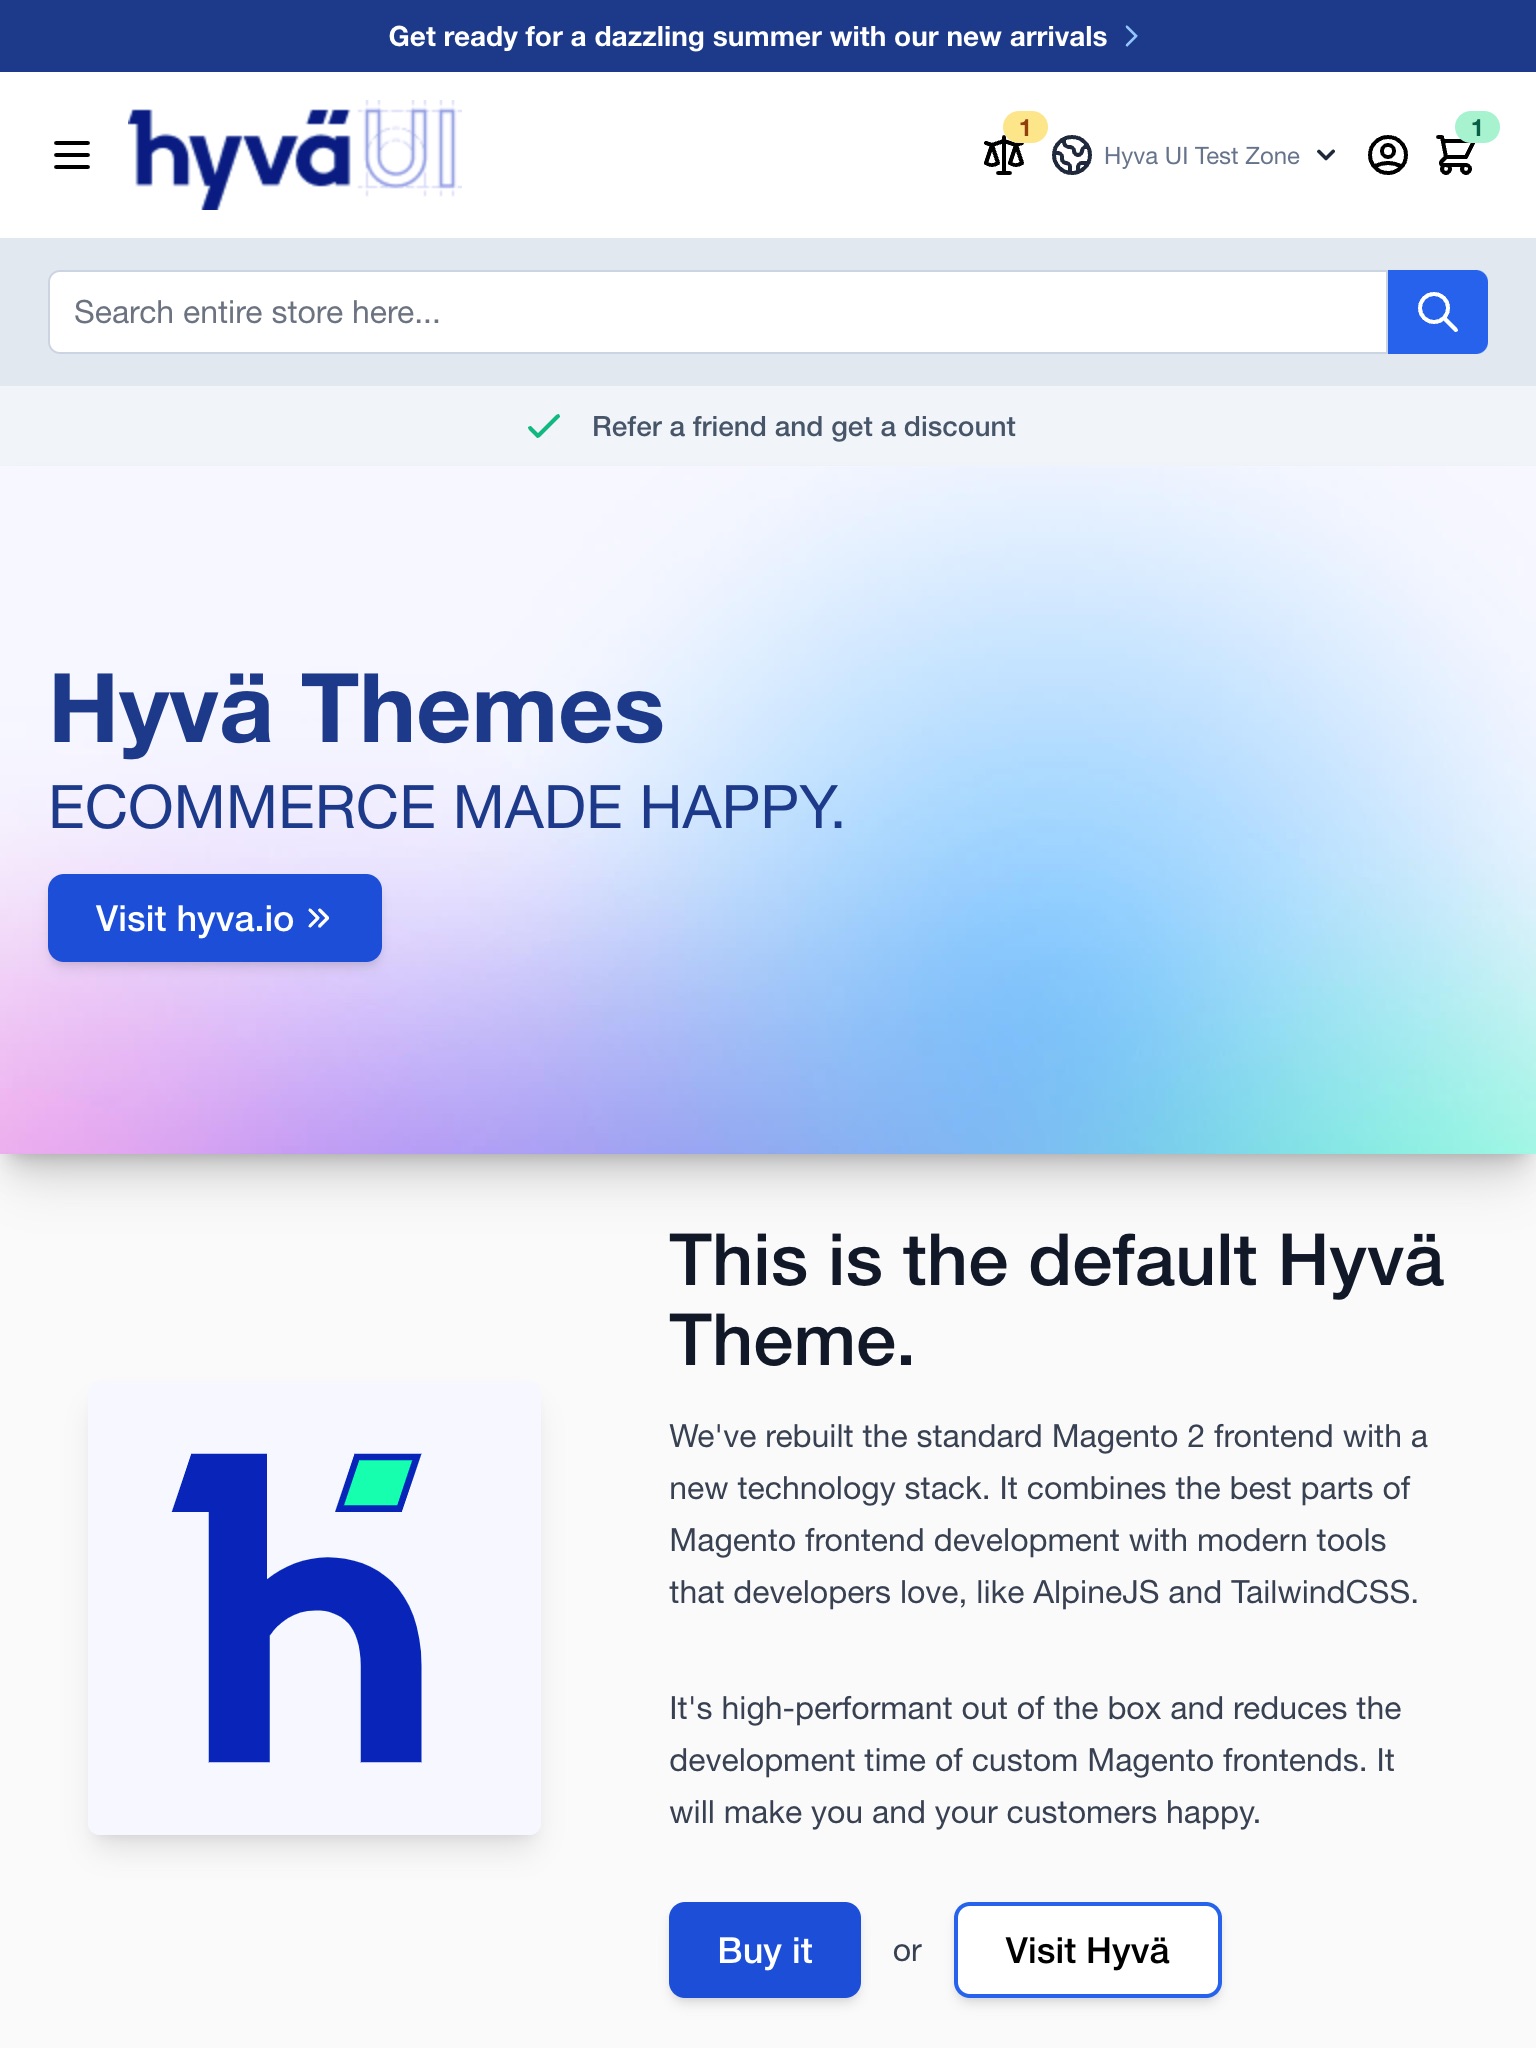 Get ready for a dazzling summer with our new arrivals
hyvä UI
1
Hyva UI Test Zone
1
Search entire store here...
Refer a friend and get a discount
Hyvä Themes
ECOMMERCE MADE HAPPY.
Visit hyva.io »
This is the default Hyvä
Theme.
We've rebuilt the standard Magento 2 frontend with a
new technology stack. It combines the best parts of
Magento frontend development with modern tools
that developers love, like AlpineJS and TailwindCSS.
It's high-performant out of the box and reduces the
development time of custom Magento frontends. It
will make you and your customers happy.
Buy it or Visit Hyvä